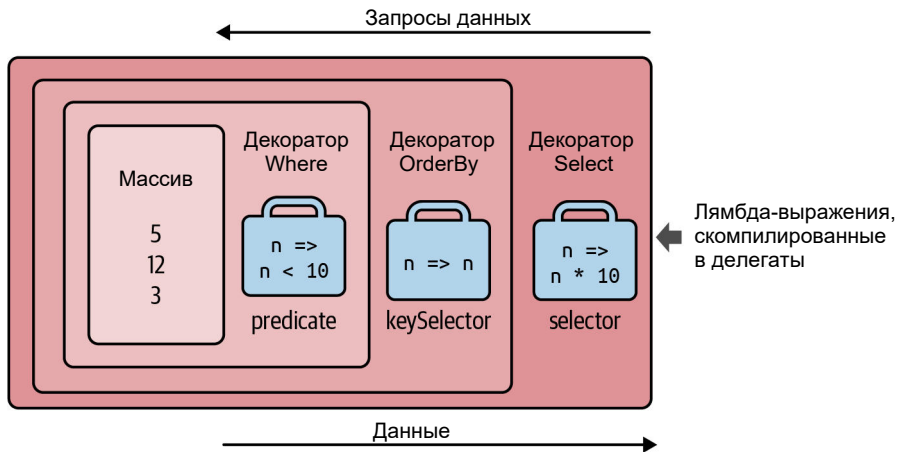 Запросы данных
Массив
5
12
3
Декоратор
Where
n =>
n < 10
predicate
Декоратор
OrderBy
n => n
keySelector
Декоратор
Select
n =>
n * 10
selector
Лямбда-выражения,
скомпилированные
в делегаты
Данные